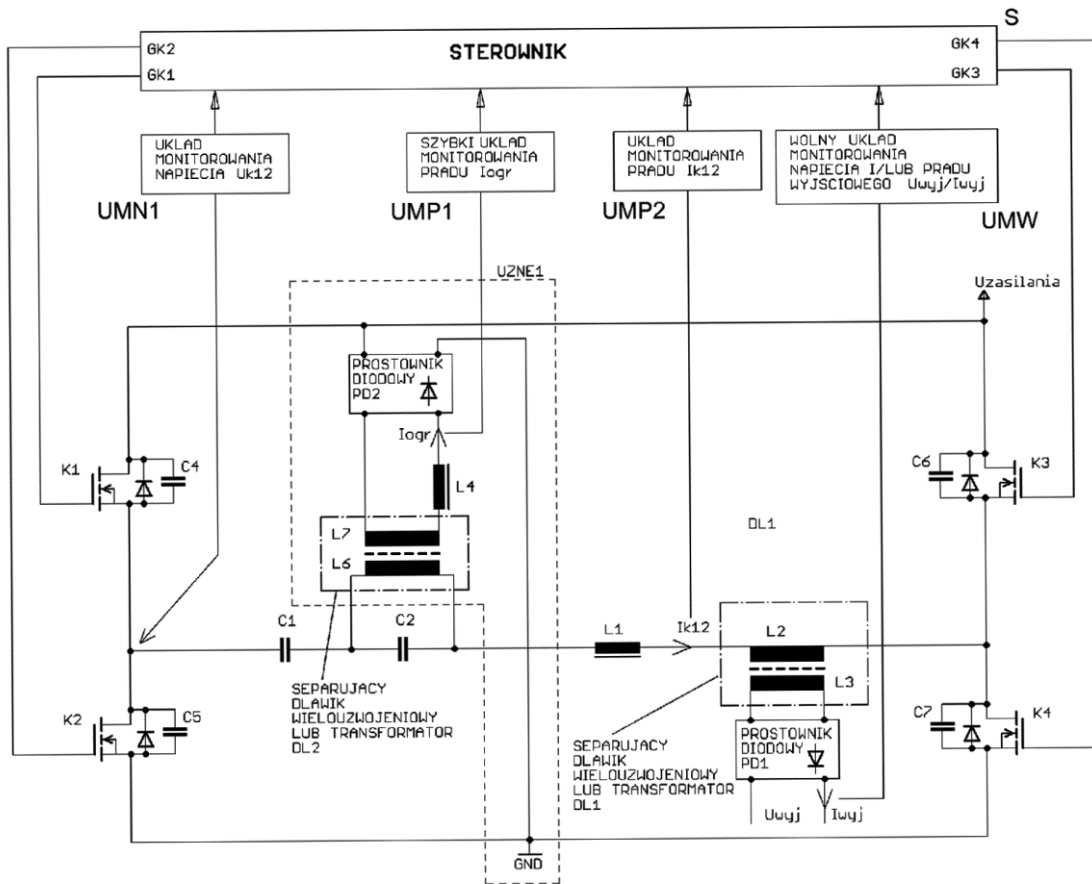 S
GK2
GK4
STEROWNIK
GK1
GK3
UKLAD
MONITOROWANIA
NAPIECIA Uk12
SZYBKI UKLAD
MONITOROWANIA
PRADU Iogr
UKLAD
MONITOROWANIA
PRADU Ik12
WOLNY UKLAD
MONITOROWANIA
NAPIECIA I/LUB PRADU
WYJSCIOWEGO Uwyj/Iwyj
UMN1
UMP1
UMP2
UMW
UZNE1
Uzasilania
PROSTOWNIK
DIODOWY
PD2
Iogr
K1
C4
L4
C6
K3
L7
L6
DL1
C1
C2
L1
Ik12
L2
L3
SEPARUJACY
DLAWIK
WIELOUZWOJENIOWY
LUB TRANSFORMATOR
DL2
K2
C5
SEPARUJACY
DLAWIK
WIELOUZWOJENIOWY
LUB TRANSFORMATOR
DL1
PROSTOWNIK
DIODOWY
PD1
C7
K4
Uwyj
Iwyj
GND